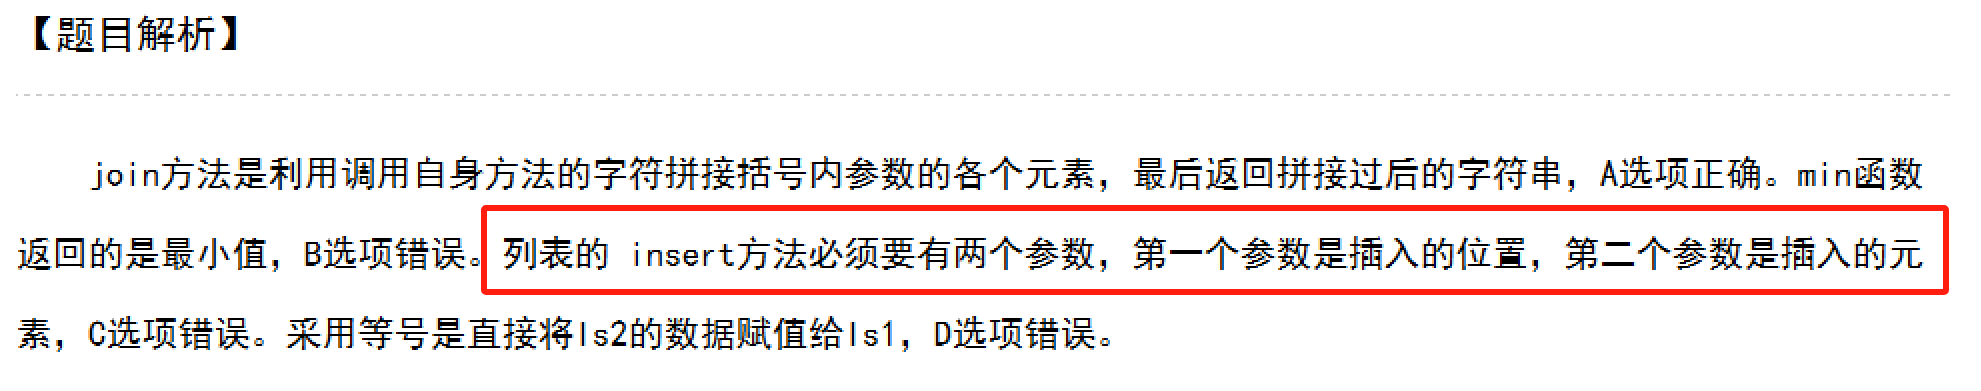 【题目解析】
join方法是利用调用自身方法的字符拼接括号内参数的各个元素，最后返回拼接过后的字符串，A选项正确。min函数
返回的是最小值，B选项错误。列表的 insert方法必须要有两个参数，第一个参数是插入的位置，第二个参数是插入的元
素，C选项错误。采用等号是直接将ls2的数据赋值给ls1，D选项错误。